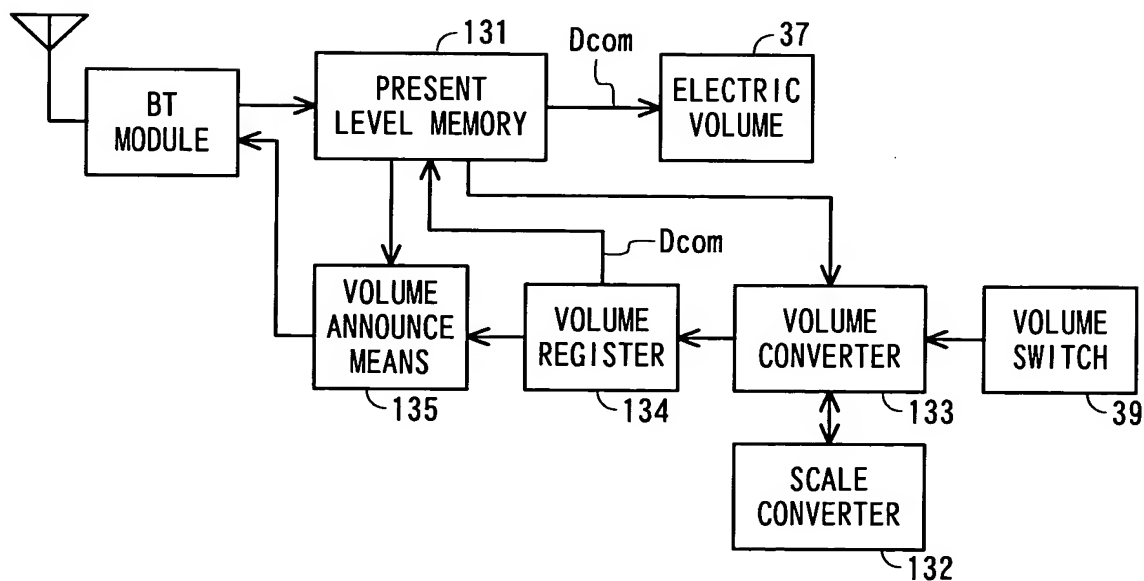 131
Dcom
37
BT
MODULE
PRESENT
LEVEL MEMORY
ELECTRIC
VOLUME
Dcom
VOLUME
ANNOUNCE
MEANS
135
VOLUME
REGISTER
134
VOLUME
CONVERTER
133
VOLUME
SWITCH
39
SCALE
CONVERTER
132